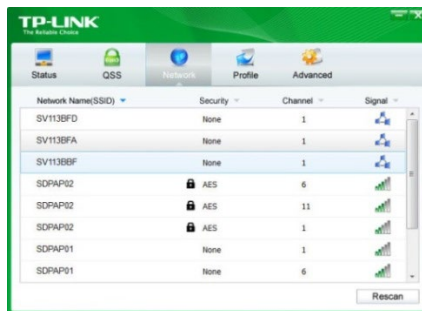 TP-LINK
The Reliable Choice
Status QSS Network Profile Advanced
Network Name(SSID) Security Channel Signal
SV113BFD None 1
SV113BFA None 1
SV113BBF None 1
SDPAP02 AES 6
SDPAP02 AES 11
SDPAP02 AES 1
SDPAP01 None 1
SDPAP01 None 6
Rescan